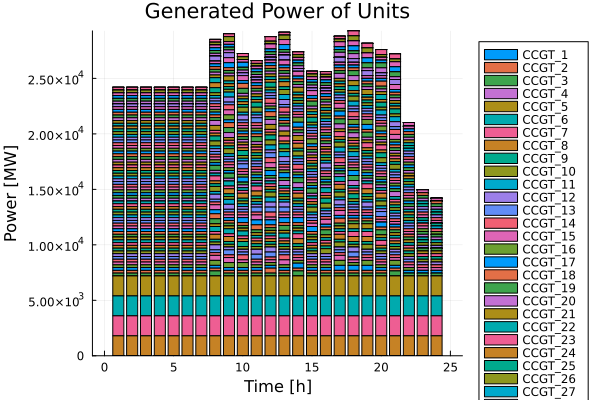 Generated Power of Units
Power [MW]
2.50×10⁴
2.00×10⁴
1.50×10⁴
1.00×10⁴
5.00×10³
0
0 5 10 15 20 25
Time [h]
CCGT_1
CCGT_2
CCGT_3
CCGT_4
CCGT_5
CCGT_6
CCGT_7
CCGT_8
CCGT_9
CCGT_10
CCGT_11
CCGT_12
CCGT_13
CCGT_14
CCGT_15
CCGT_16
CCGT_17
CCGT_18
CCGT_19
CCGT_20
CCGT_21
CCGT_22
CCGT_23
CCGT_24
CCGT_25
CCGT_26
CCGT_27